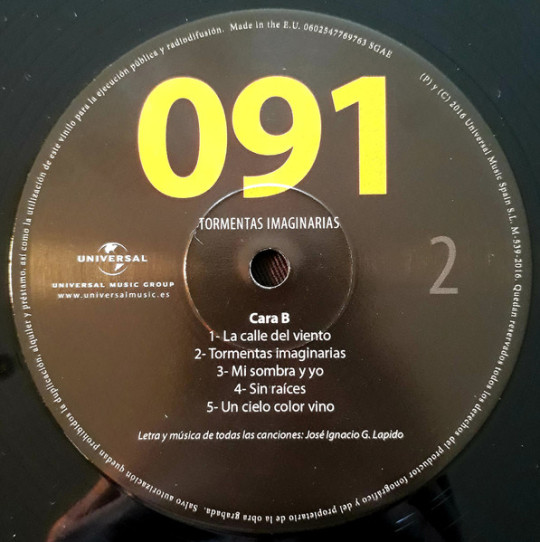 091
TORMENTAS IMAGINARIAS
UNIVERSAL
UNIVERSAL MUSIC GROUP
www.universalmusic.es
2
Cara B
1- La calle del viento
2- Tormentas imaginarias
3- Mi sombra y yo
4- Sin raíces
5- Un cielo color vino
Letra y música de todas las canciones: José Ignacio G. Lapido
(P) y (C) 2016 Universal Music Spain S.L. M-539-2016. Quedan reservados todos los derechos del productor fonográfico y del propietario de la obra grabada. Salvo autorización quedan prohibidos la duplicación, alquiler y préstamo, así como la utilización de este vinilo para la ejecución pública y radiodifusión. Made in the E.U. 0602547769763 SGAE